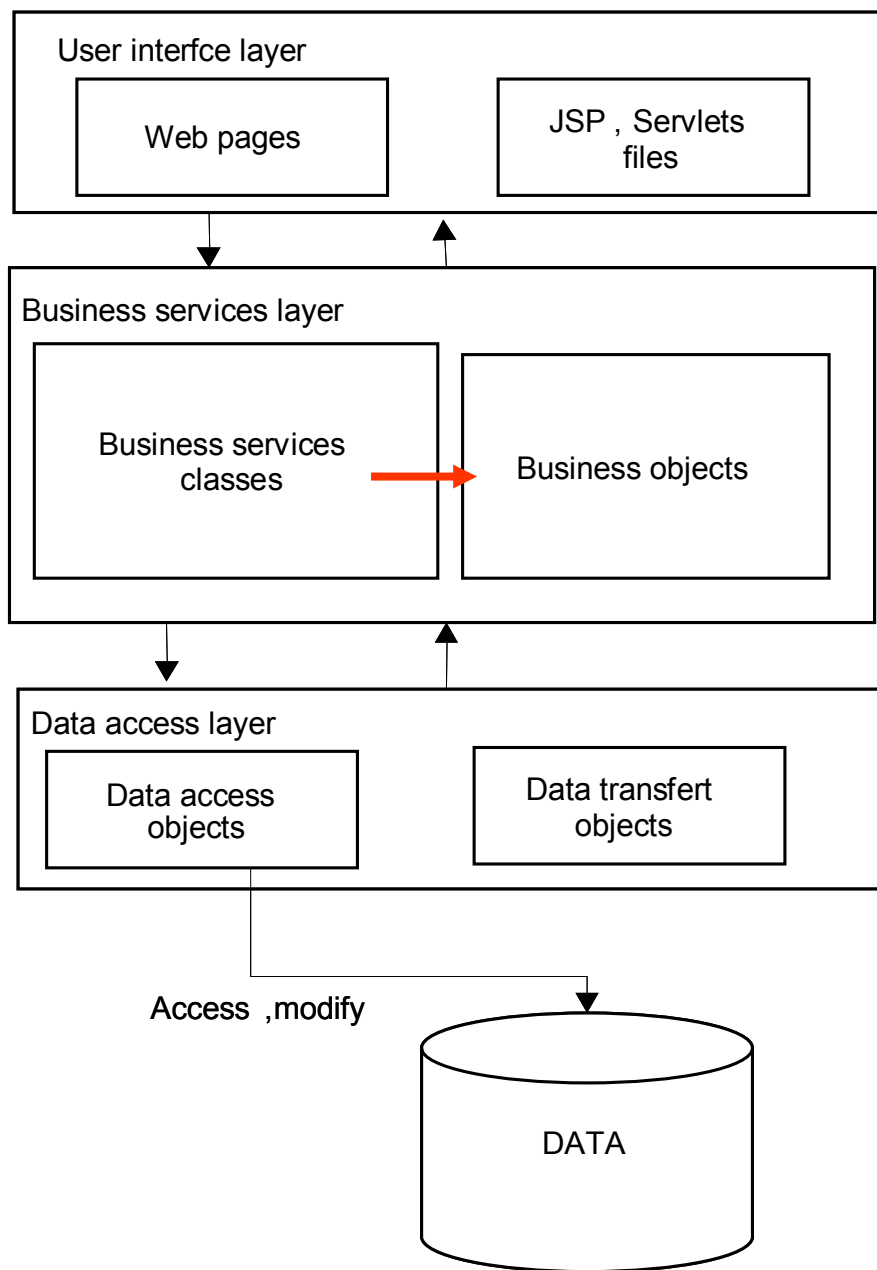 User interfce layer
Web pages
JSP , Servlets
files
Business services layer
Business services
classes
Business objects
Data access layer
Data access
objects
Data transfert
objects
Access ,modify
DATA